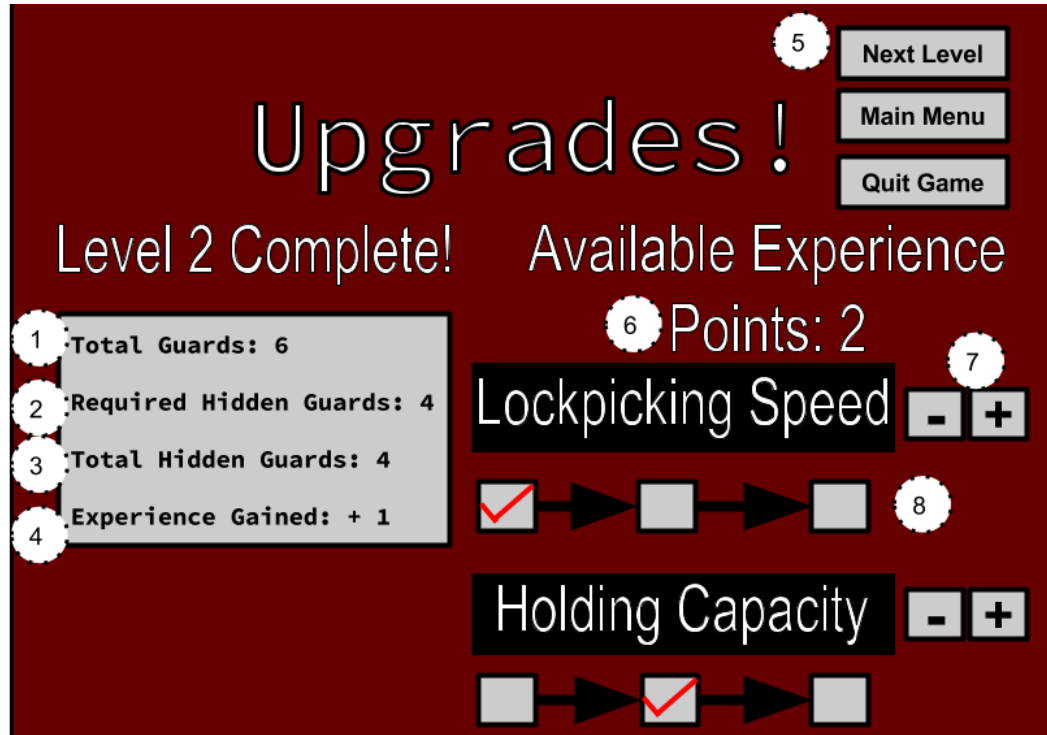 5
Next Level
Main Menu
Quit Game
Upgrades!
Level 2 Complete!
Available Experience
6 Points: 2
1 Total Guards: 6
2 Required Hidden Guards: 4
3 Total Hidden Guards: 4
4 Experience Gained: + 1
7
Lockpicking Speed - +
8
Holding Capacity - +